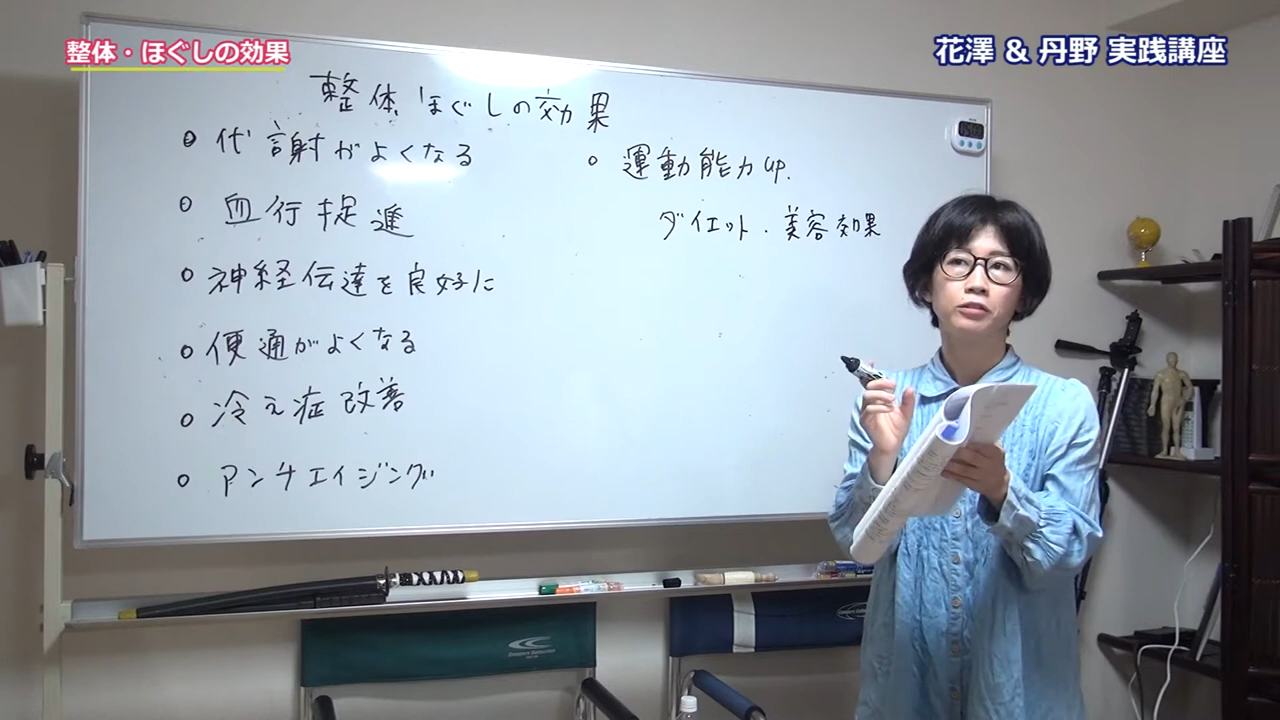 整体・ほぐしの効果
花澤 & 丹野 実践講座
整体・ほぐしの効果
○ 代謝がよくなる
○ 血行促進
○ 神経伝達を良好に
○ 便通がよくなる
○ 冷え症改善
○ アンチエイジング
○ 運動能力up.
ダイエット・美容効果